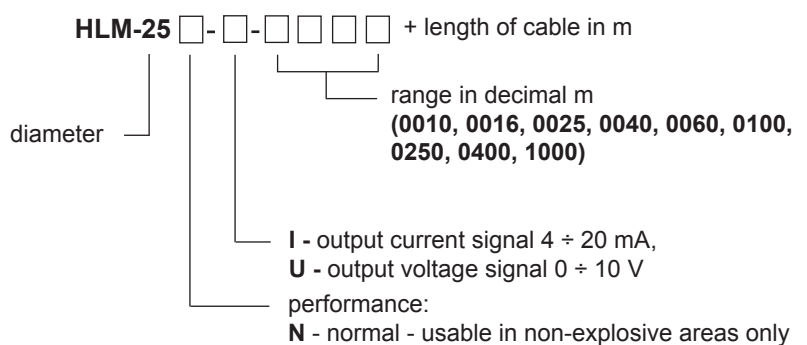 HLM-25 □-□-□□□□ + length of cable in m
range in decimal m
(0010, 0016, 0025, 0040, 0060, 0100,
0250, 0400, 1000)
diameter
I - output current signal 4 ÷ 20 mA,
U - output voltage signal 0 ÷ 10 V
performance:
N - normal - usable in non-explosive areas only